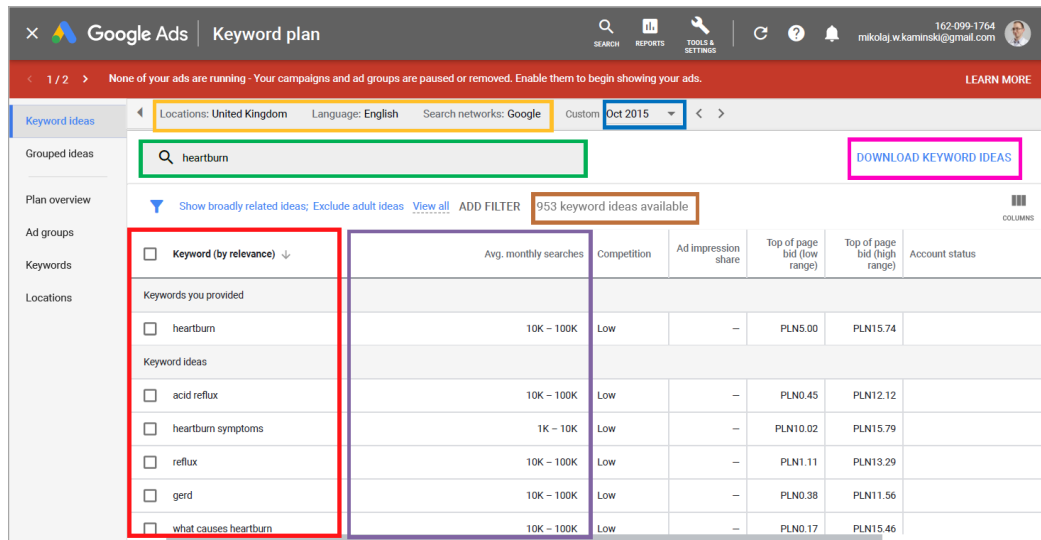 Google Ads | Keyword plan
SEARCH REPORTS TOOLS & SETTINGS
162-099-1764
mikolaj.w.kaminski@gmail.com
1 / 2 None of your ads are running - Your campaigns and ad groups are paused or removed. Enable them to begin showing your ads. LEARN MORE
Keyword ideas
Grouped ideas
Plan overview
Ad groups
Keywords
Locations
Locations: United Kingdom Language: English Search networks: Google Custom Oct 2015
heartburn DOWNLOAD KEYWORD IDEAS
Show broadly related ideas; Exclude adult ideas View all ADD FILTER 953 keyword ideas available COLUMNS
Keyword (by relevance) Avg. monthly searches Competition Ad impression share Top of page bid (low range) Top of page bid (high range) Account status
Keywords you provided
heartburn 10K – 100K Low – PLN5.00 PLN15.74
Keyword ideas
acid reflux 10K – 100K Low – PLN0.45 PLN12.12
heartburn symptoms 1K – 10K Low – PLN10.02 PLN15.79
reflux 10K – 100K Low – PLN1.11 PLN13.29
gerd 10K – 100K Low – PLN0.38 PLN11.56
what causes heartburn 10K – 100K Low – PLN0.17 PLN15.46